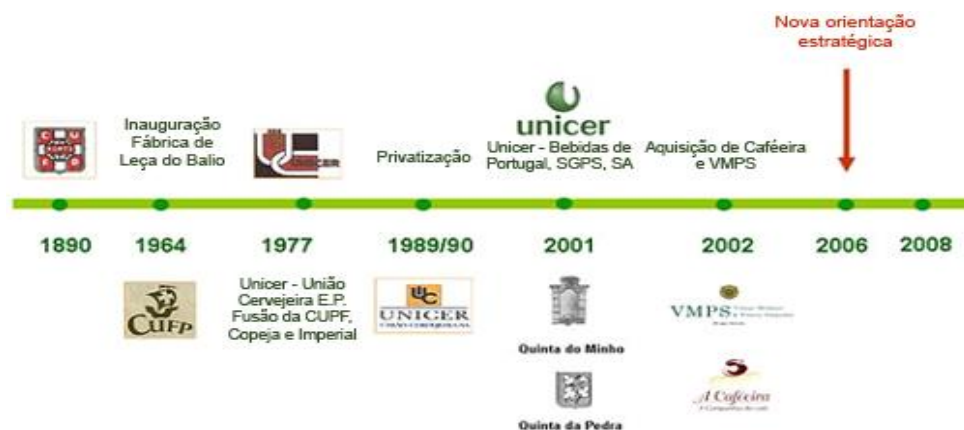 Nova orientação
estratégica
Inauguração
Fábrica de
Leça do Balio
Privatização
unicer
Unicer - Bebidas de
Portugal, SGPS, SA
Aquisição de Caféeira
e VMPS
1890
1964
1977
1989/90
2001
2002
2006
2008
CUFP
Unicer - União
Cervejeira E.P.
Fusão da CUPF,
Copeja e Imperial
UNICER
Quinta do Minho
Quinta da Pedra
VMPS
A Caféeira